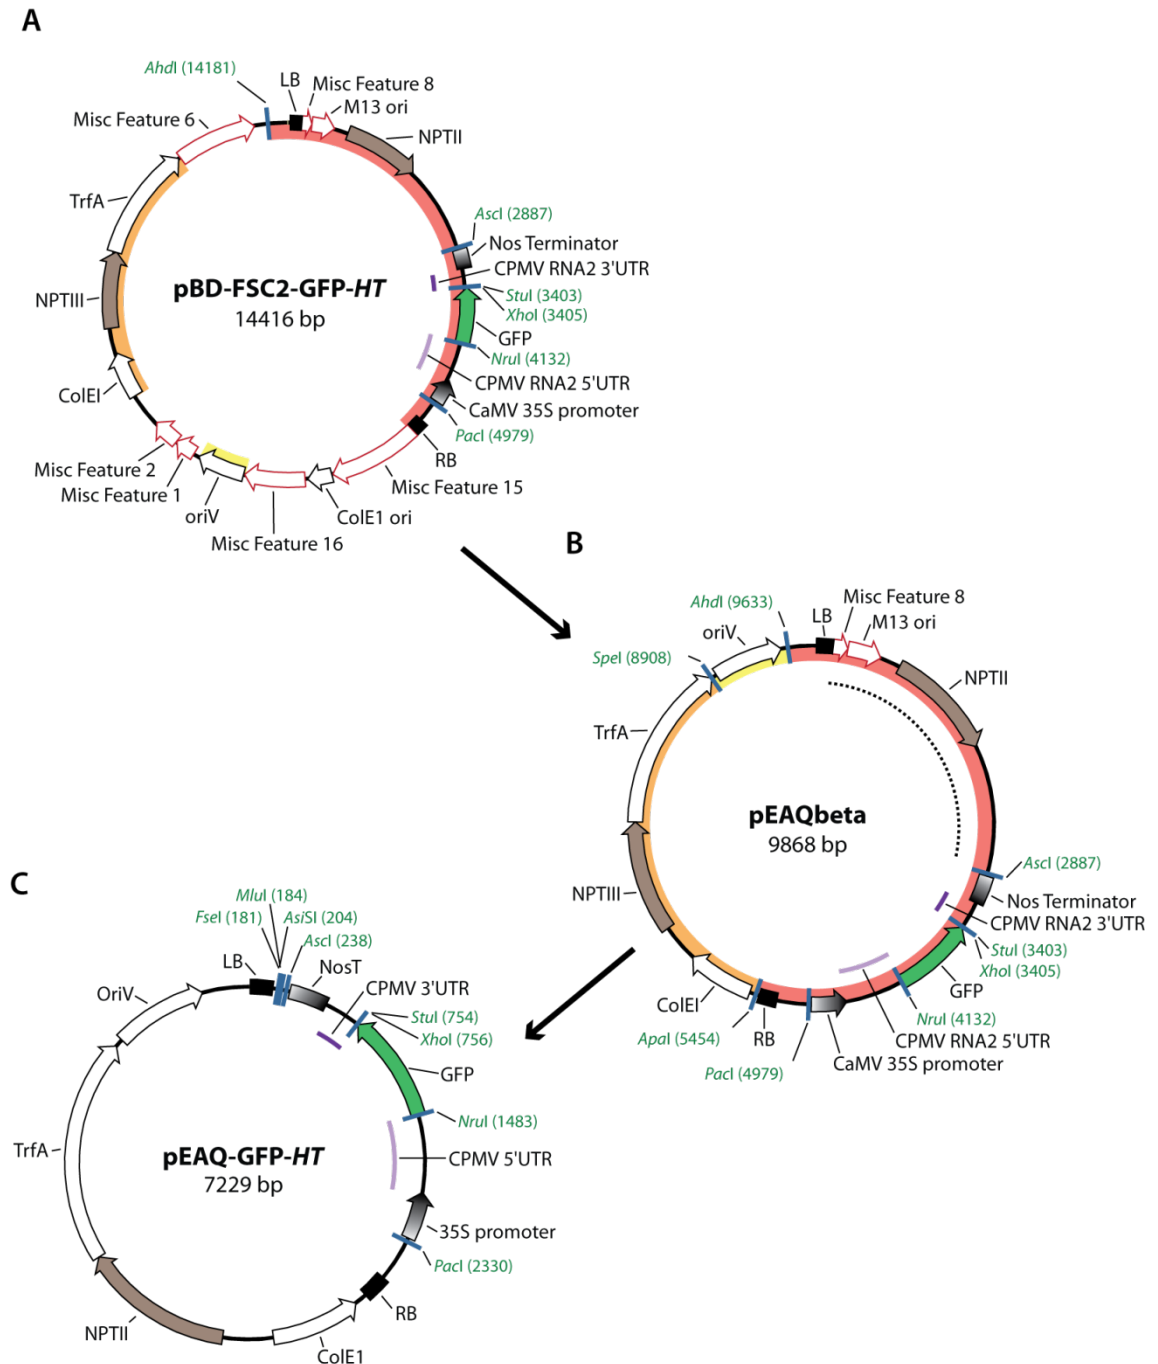 A
AhdI (14181)
LB
Misc Feature 8
M13 ori
Misc Feature 6
NPTII
TrfA
AscI (2887)
Nos Terminator
CPMV RNA2 3'UTR
pBD-FSC2-GFP-HT
14416 bp
NPTIII
StuI (3403)
XhoI (3405)
GFP
NruI (4132)
CPMV RNA2 5'UTR
ColEI
CaMV 35S promoter
PacI (4979)
RB
Misc Feature 2
Misc Feature 1
Misc Feature 15
oriV
ColE1 ori
Misc Feature 16
B
AhdI (9633)
LB
Misc Feature 8
M13 ori
oriV
SpeI (8908)
NPTII
TrfA
pEAQbeta
9868 bp
AscI (2887)
NPTIII
Nos Terminator
CPMV RNA2 3'UTR
StuI (3403)
XhoI (3405)
GFP
ColEI
NruI (4132)
ApaI (5454)
RB
CPMV RNA2 5'UTR
CaMV 35S promoter
PacI (4979)
C
MluI (184)
FseI (181)
AsiSI (204)
AscI (238)
LB
NosT
OriV
CPMV 3'UTR
StuI (754)
XhoI (756)
GFP
NruI (1483)
TrfA
pEAQ-GFP-HT
7229 bp
CPMV 5'UTR
35S promoter
PacI (2330)
RB
NPTII
ColE1